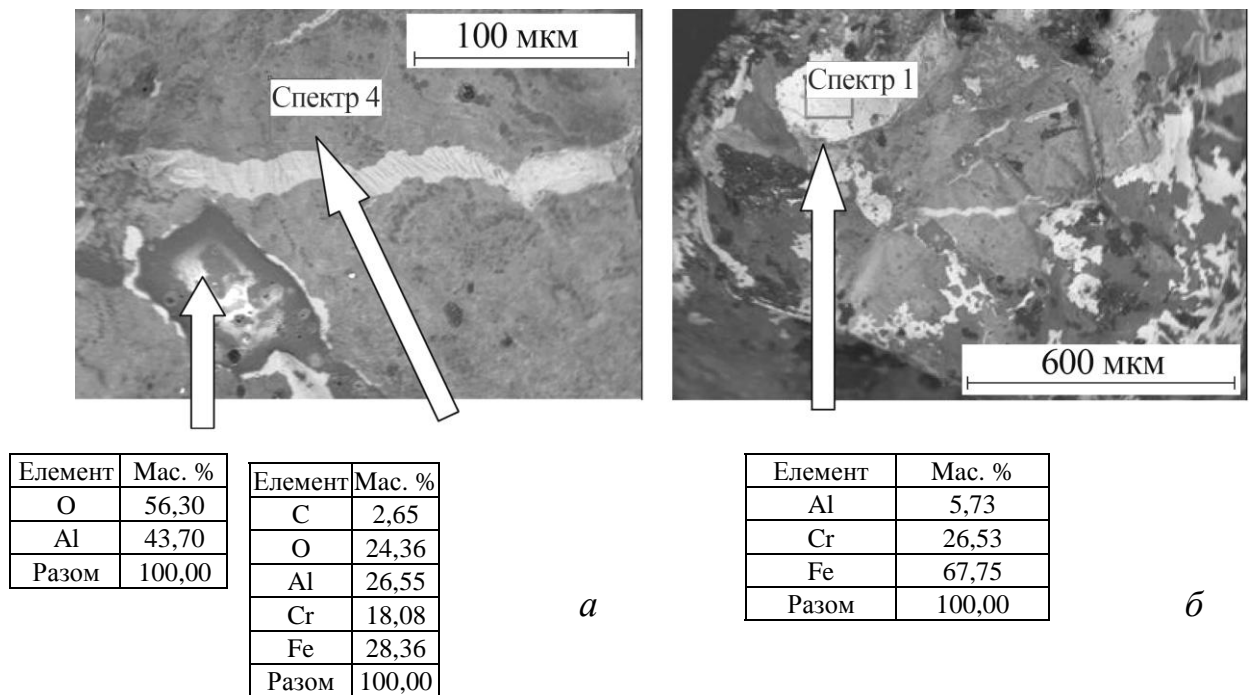 100 мкм
Спектр 4
Спектр 1
600 мкм
Елемент Мас. %
O 56,30
Al 43,70
Разом 100,00
Елемент Мас. %
C 2,65
O 24,36
Al 26,55
Cr 18,08
Fe 28,36
Разом 100,00
а
Елемент Мас. %
Al 5,73
Cr 26,53
Fe 67,75
Разом 100,00
б